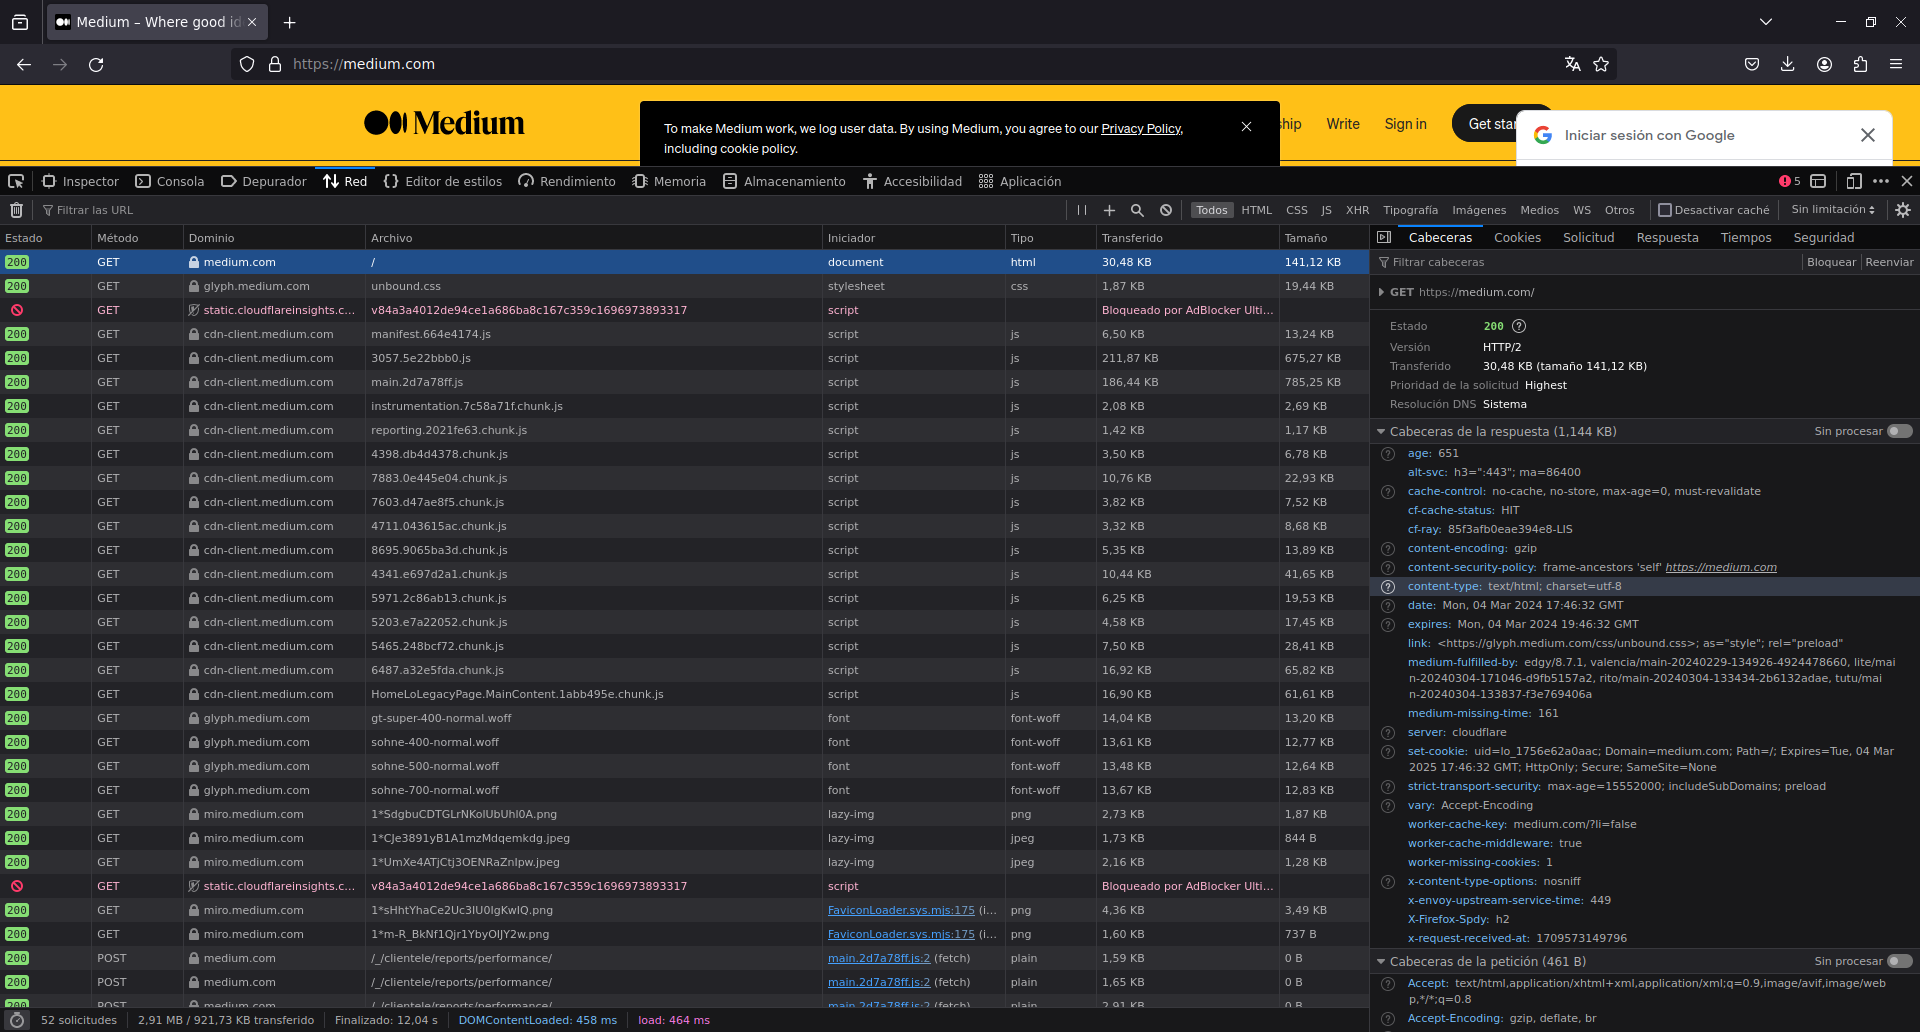 Medium – Where good id
https://medium.com
Medium
To make Medium work, we log user data. By using Medium, you agree to our Privacy Policy,
including cookie policy.
ship Write Sign in Get star
Iniciar sesión con Google
Inspector Consola Depurador Red Editor de estilos Rendimiento Memoria Almacenamiento Accesibilidad Aplicación 5
Filtrar las URL Todos HTML CSS JS XHR Tipografía Imágenes Medios WS Otros Desactivar caché Sin limitación
Estado Método Dominio Archivo Iniciador Tipo Transferido Tamaño
200 GET medium.com / document html 30,48 KB 141,12 KB
200 GET glyph.medium.com unbound.css stylesheet css 1,87 KB 19,44 KB
GET static.cloudflareinsights.c... v84a3a4012de94ce1a686ba8c167c359c1696973893317 script Bloqueado por AdBlocker Ulti...
200 GET cdn-client.medium.com manifest.664e4174.js script js 6,50 KB 13,24 KB
200 GET cdn-client.medium.com 3057.5e22bbb0.js script js 211,87 KB 675,27 KB
200 GET cdn-client.medium.com main.2d7a78ff.js script js 186,44 KB 785,25 KB
200 GET cdn-client.medium.com instrumentation.7c58a71f.chunk.js script js 2,08 KB 2,69 KB
200 GET cdn-client.medium.com reporting.2021fe63.chunk.js script js 1,42 KB 1,17 KB
200 GET cdn-client.medium.com 4398.db4d4378.chunk.js script js 3,50 KB 6,78 KB
200 GET cdn-client.medium.com 7883.0e445e04.chunk.js script js 10,76 KB 22,93 KB
200 GET cdn-client.medium.com 7603.d47ae8f5.chunk.js script js 3,82 KB 7,52 KB
200 GET cdn-client.medium.com 4711.043615ac.chunk.js script js 3,32 KB 8,68 KB
200 GET cdn-client.medium.com 8695.9065ba3d.chunk.js script js 5,35 KB 13,89 KB
200 GET cdn-client.medium.com 4341.e697d2a1.chunk.js script js 10,44 KB 41,65 KB
200 GET cdn-client.medium.com 5971.2c86ab13.chunk.js script js 6,25 KB 19,53 KB
200 GET cdn-client.medium.com 5203.e7a22052.chunk.js script js 4,58 KB 17,45 KB
200 GET cdn-client.medium.com 5465.248bcf72.chunk.js script js 7,50 KB 28,41 KB
200 GET cdn-client.medium.com 6487.a32e5fda.chunk.js script js 16,92 KB 65,82 KB
200 GET cdn-client.medium.com HomeLoLegacyPage.MainContent.1abb495e.chunk.js script js 16,90 KB 61,61 KB
200 GET glyph.medium.com gt-super-400-normal.woff font font-woff 14,04 KB 13,20 KB
200 GET glyph.medium.com sohne-400-normal.woff font font-woff 13,61 KB 12,77 KB
200 GET glyph.medium.com sohne-500-normal.woff font font-woff 13,48 KB 12,64 KB
200 GET glyph.medium.com sohne-700-normal.woff font font-woff 13,67 KB 12,83 KB
200 GET miro.medium.com 1*SdgbuCDTGLrNKolUbUhl0A.png lazy-img png 2,73 KB 1,87 KB
200 GET miro.medium.com 1*CJe3891yB1A1mzMdqemkdg.jpeg lazy-img jpeg 1,73 KB 844 B
200 GET miro.medium.com 1*UmXe4ATjCtj3OENRaZnlpw.jpeg lazy-img jpeg 2,16 KB 1,28 KB
GET static.cloudflareinsights.c... v84a3a4012de94ce1a686ba8c167c359c1696973893317 script Bloqueado por AdBlocker Ulti...
200 GET miro.medium.com 1*sHhtYhaCe2Uc3IU0IgKwIQ.png FaviconLoader.sys.mjs:175 (i... png 4,36 KB 3,49 KB
200 GET miro.medium.com 1*m-R_BkNf1Qjr1YbyOIJY2w.png FaviconLoader.sys.mjs:175 (i... png 1,60 KB 737 B
200 POST medium.com /_/clientele/reports/performance/ main.2d7a78ff.js:2 (fetch) plain 1,59 KB 0 B
200 POST medium.com /_/clientele/reports/performance/ main.2d7a78ff.js:2 (fetch) plain 1,65 KB 0 B
200 POST medium.com /_/clientele/reports/performance/ main.2d7a78ff.js:2 (fetch) plain 2,91 KB 0 B
52 solicitudes 2,91 MB / 921,73 KB transferido Finalizado: 12,04 s DOMContentLoaded: 458 ms load: 464 ms
Cabeceras Cookies Solicitud Respuesta Tiempos Seguridad
Filtrar cabeceras Bloquear Reenviar
GET https://medium.com/
Estado 200
Versión HTTP/2
Transferido 30,48 KB (tamaño 141,12 KB)
Prioridad de la solicitud Highest
Resolución DNS Sistema
Cabeceras de la respuesta (1,144 KB) Sin procesar
age: 651
alt-svc: h3=":443"; ma=86400
cache-control: no-cache, no-store, max-age=0, must-revalidate
cf-cache-status: HIT
cf-ray: 85f3afb0eae394e8-LIS
content-encoding: gzip
content-security-policy: frame-ancestors 'self' https://medium.com
content-type: text/html; charset=utf-8
date: Mon, 04 Mar 2024 17:46:32 GMT
expires: Mon, 04 Mar 2024 19:46:32 GMT
link: <https://glyph.medium.com/css/unbound.css>; as="style"; rel="preload"
medium-fulfilled-by: edgy/8.7.1, valencia/main-20240229-134926-4924478660, lite/mai
n-20240304-171046-d9fb5157a2, rito/main-20240304-133434-2b6132adae, tutu/mai
n-20240304-133837-f3e769406a
medium-missing-time: 161
server: cloudflare
set-cookie: uid=lo_1756e62a0aac; Domain=medium.com; Path=/; Expires=Tue, 04 Mar
2025 17:46:32 GMT; HttpOnly; Secure; SameSite=None
strict-transport-security: max-age=15552000; includeSubDomains; preload
vary: Accept-Encoding
worker-cache-key: medium.com/?li=false
worker-cache-middleware: true
worker-missing-cookies: 1
x-content-type-options: nosniff
x-envoy-upstream-service-time: 449
X-Firefox-Spdy: h2
x-request-received-at: 1709573149796
Cabeceras de la petición (461 B) Sin procesar
Accept: text/html,application/xhtml+xml,application/xml;q=0.9,image/avif,image/web
p,*/*;q=0.8
Accept-Encoding: gzip, deflate, br